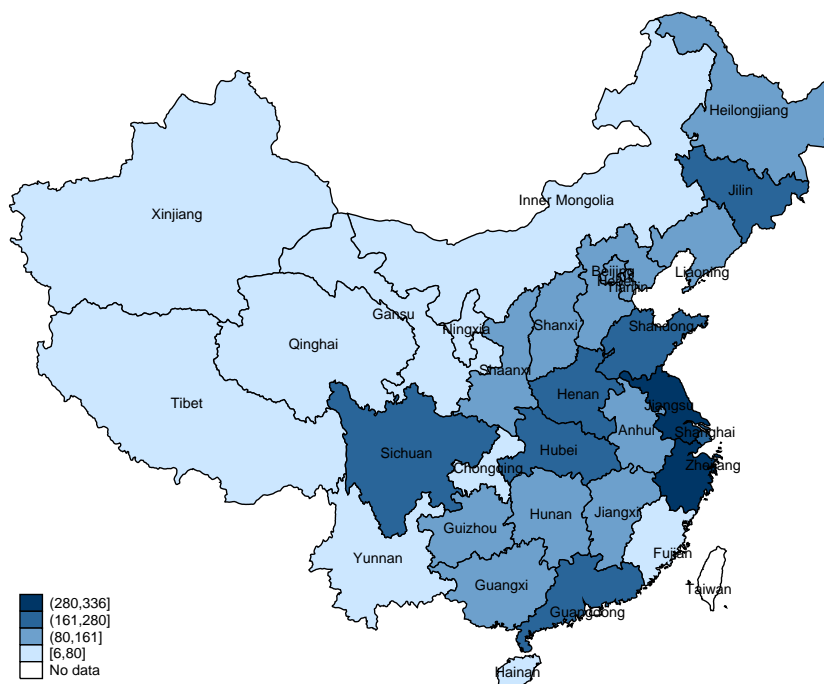 Heilongjiang
Jilin
Xinjiang
Inner Mongolia
Beijing
Liaoning
Hebei
Tianjin
Gansu
Ningxia
Shanxi
Shandong
Qinghai
Shaanxi
Tibet
Henan
Jiangsu
Anhui
Shanghai
Sichuan
Hubei
Chongqing
Zhejiang
Hunan
Jiangxi
Guizhou
Yunnan
Fujian
Guangxi
Taiwan
Guangdong
Hainan
(280,336]
(161,280]
(80,161]
[6,80]
No data